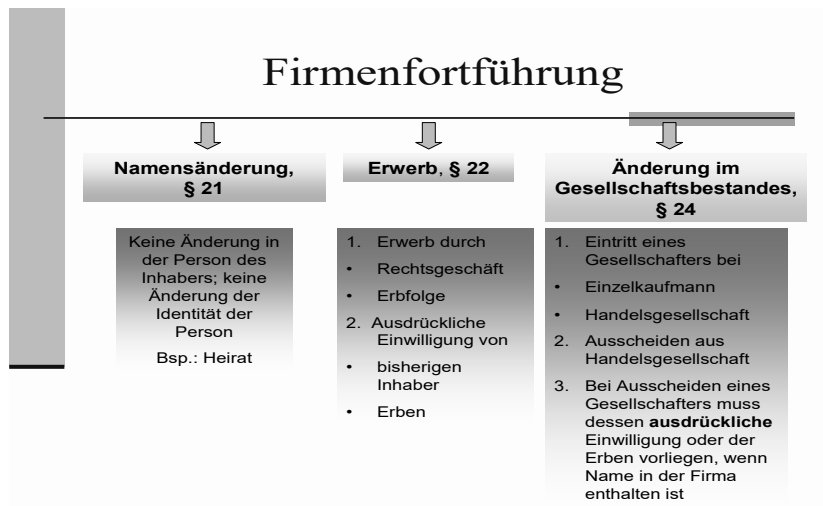 Firmenfortführung
Namensänderung,
§ 21
Keine Änderung in
der Person des
Inhabers; keine
Änderung der
Identität der
Person
Bsp.: Heirat
Erwerb, § 22
1. Erwerb durch
• Rechtsgeschäft
• Erbfolge
2. Ausdrückliche
Einwilligung von
• bisherigen
Inhaber
• Erben
Änderung im
Gesellschaftsbestandes,
§ 24
1. Eintritt eines
Gesellschafters bei
• Einzelkaufmann
• Handelsgesellschaft
2. Ausscheiden aus
Handelsgesellschaft
3. Bei Ausscheiden eines
Gesellschafters muss
dessen ausdrückliche
Einwilligung oder der
Erben vorliegen, wenn
Name in der Firma
enthalten ist